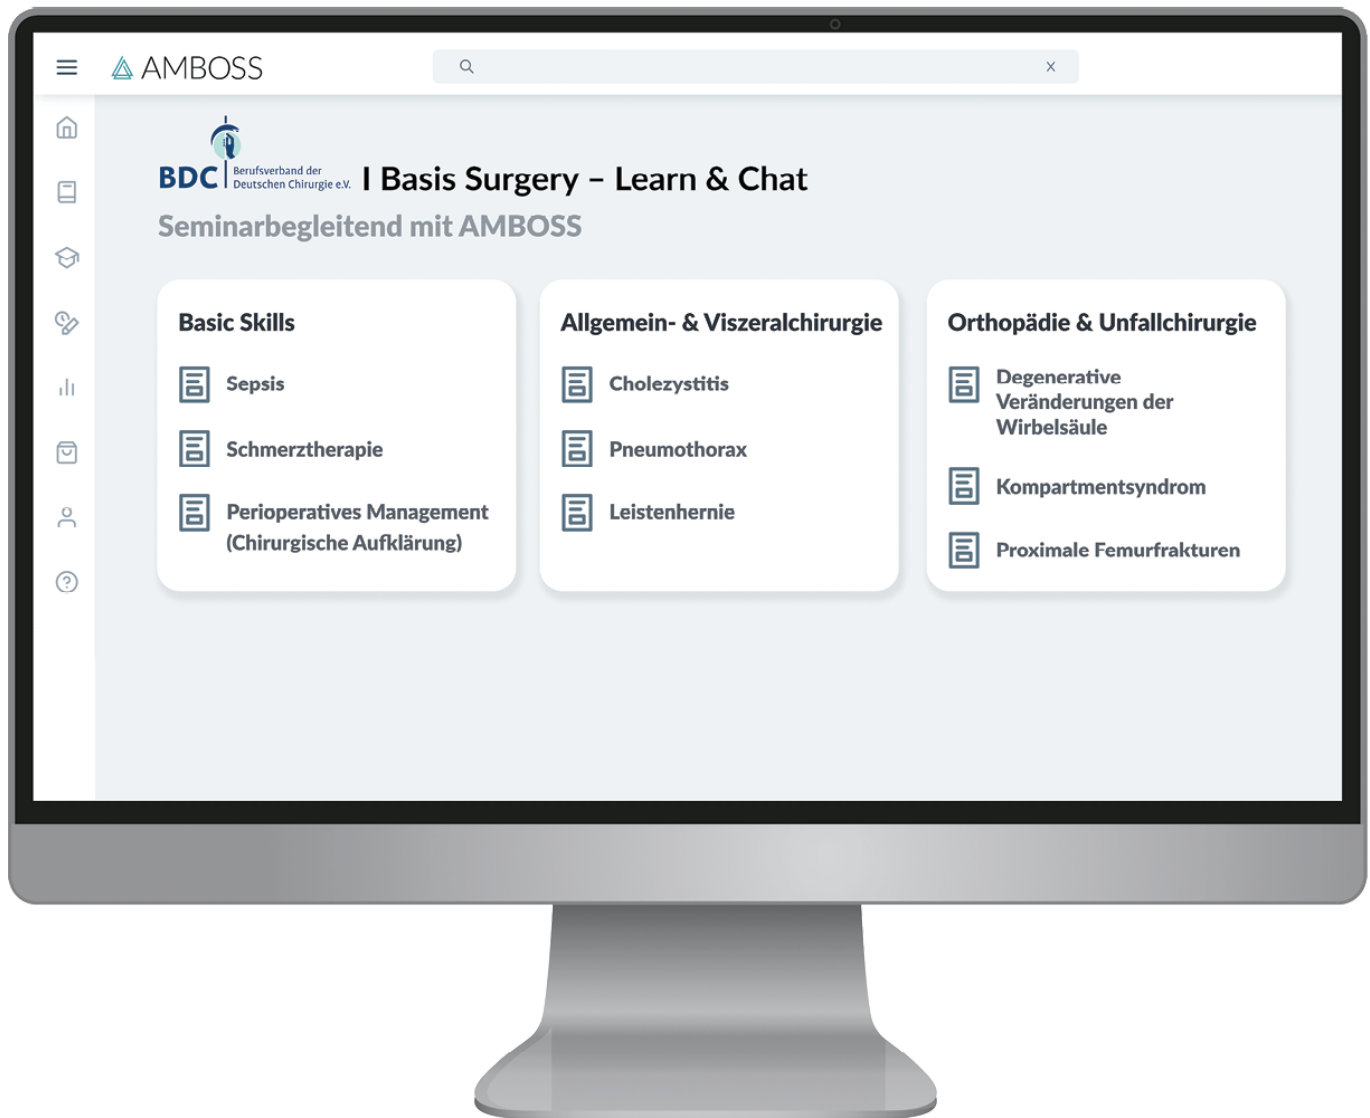 AMBOSS
X
BDC
Berufsverband der
Deutschen Chirurgie e.V.
I Basis Surgery – Learn & Chat
Seminarbegleitend mit AMBOSS
Basic Skills
Sepsis
Schmerztherapie
Perioperatives Management
(Chirurgische Aufklärung)
Allgemein- & Viszeralchirurgie
Cholezystitis
Pneumothorax
Leistenhernie
Orthopädie & Unfallchirurgie
Degenerative
Veränderungen der
Wirbelsäule
Kompartmentsyndrom
Proximale Femurfrakturen